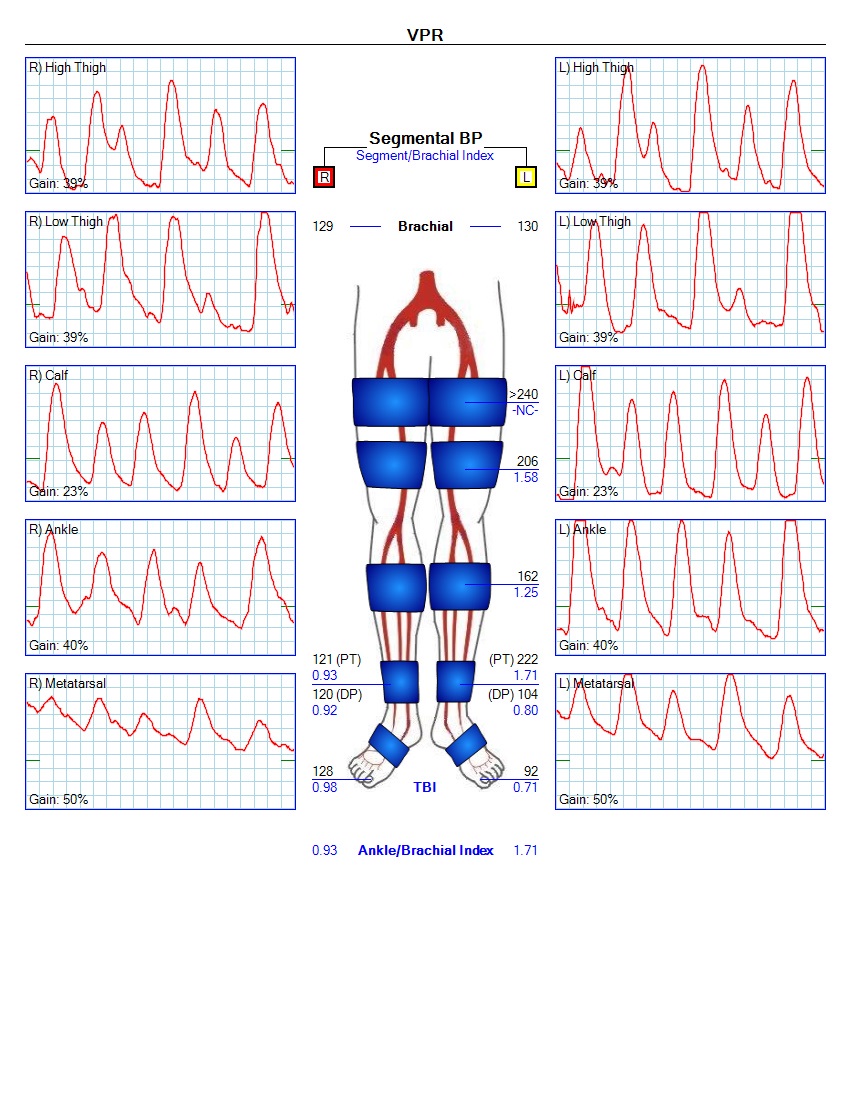 VPR
R) High Thigh
Gain: 39%
R) Low Thigh
Gain: 39%
R) Calf
Gain: 23%
R) Ankle
Gain: 40%
R) Metatarsal
Gain: 50%
Segmental BP
Segment/Brachial Index
R
L
129 Brachial 130
>240
-NC-
206
1.58
162
1.25
121 (PT) (PT) 222
0.93 1.71
120 (DP) (DP) 104
0.92 0.80
128 92
0.98 TBI 0.71
0.93 Ankle/Brachial Index 1.71
L) High Thigh
Gain: 39%
L) Low Thigh
Gain: 39%
L) Calf
Gain: 23%
L) Ankle
Gain: 40%
L) Metatarsal
Gain: 50%